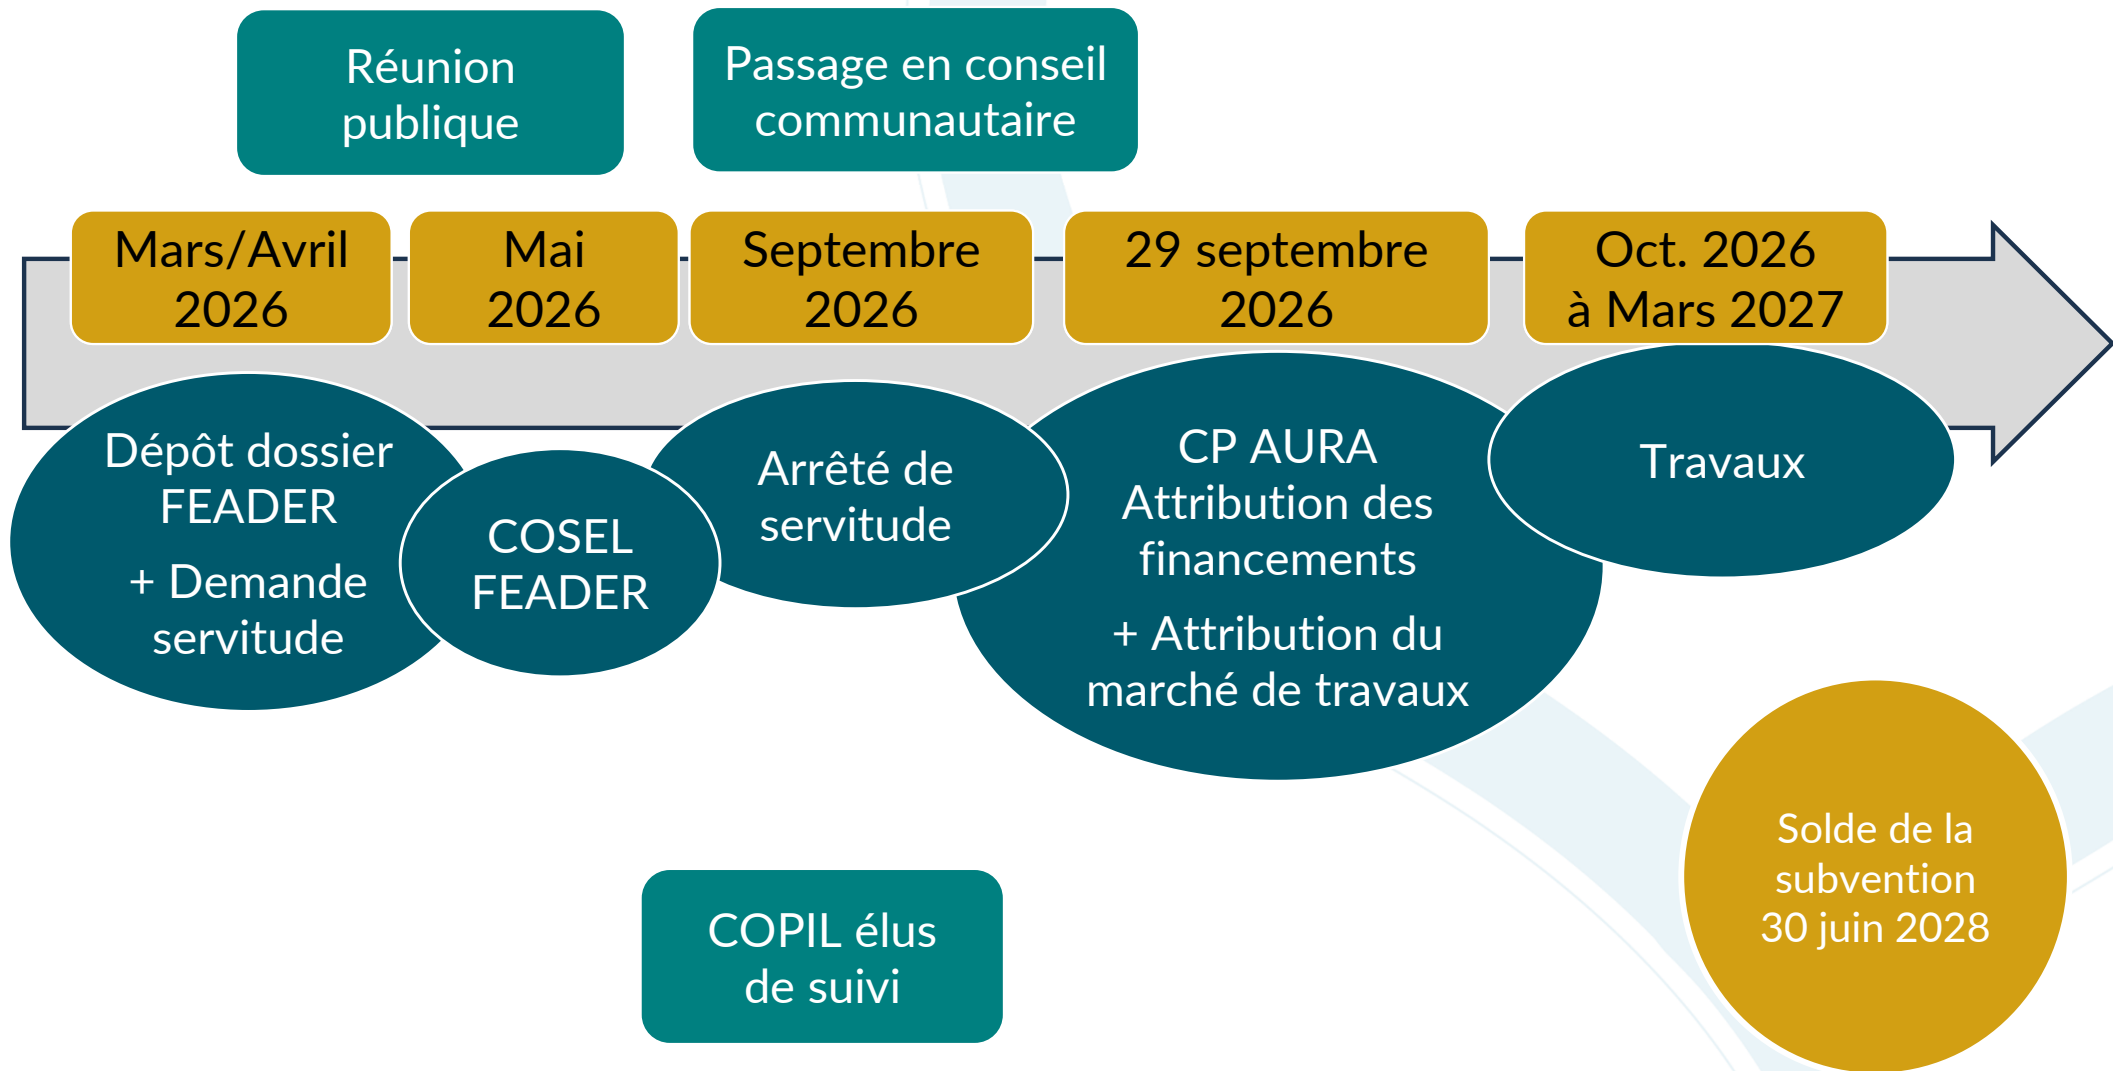 Réunion
publique
Passage en conseil
communautaire
Mars/Avril
2026
Mai
2026
Septembre
2026
29 septembre
2026
Oct. 2026
à Mars 2027
Dépôt dossier
FEADER
+ Demande
servitude
COSEL
FEADER
Arrêté de
servitude
CP AURA
Attribution des
financements
+ Attribution du
marché de travaux
Travaux
Solde de la
subvention
30 juin 2028
COPIL élus
de suivi